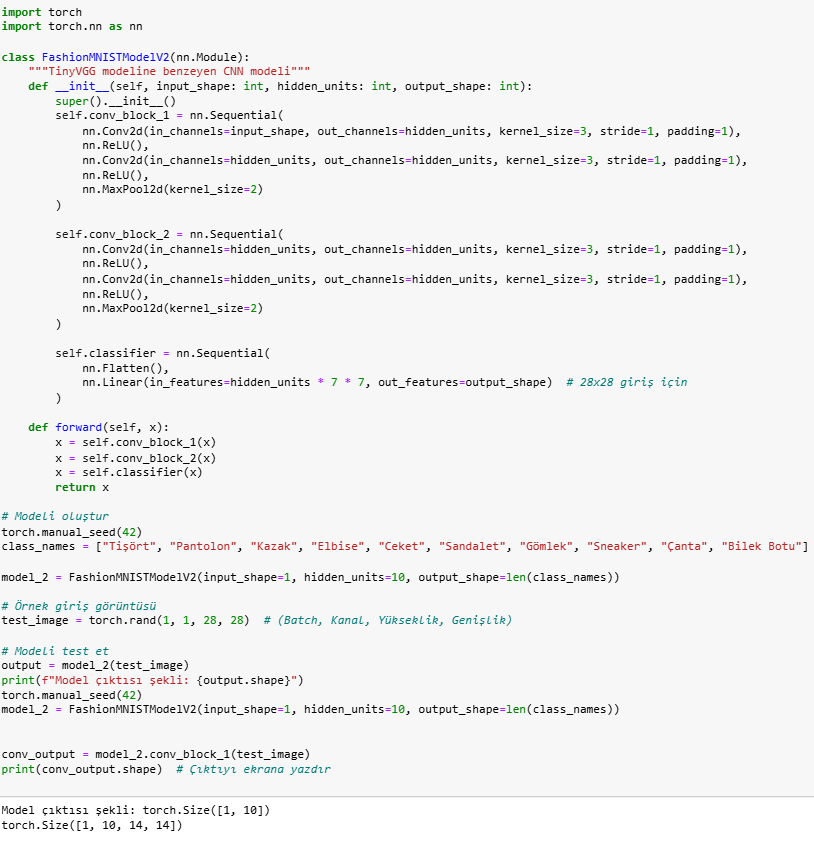 import torch
import torch.nn as nn
class FashionMNISTModelV2(nn.Module):
    """TinyVGG modeline benzeyen CNN modeli"""
    def __init__(self, input_shape: int, hidden_units: int, output_shape: int):
        super().__init__()
        self.conv_block_1 = nn.Sequential(
            nn.Conv2d(in_channels=input_shape, out_channels=hidden_units, kernel_size=3, stride=1, padding=1),
            nn.ReLU(),
            nn.Conv2d(in_channels=hidden_units, out_channels=hidden_units, kernel_size=3, stride=1, padding=1),
            nn.ReLU(),
            nn.MaxPool2d(kernel_size=2)
        )
        self.conv_block_2 = nn.Sequential(
            nn.Conv2d(in_channels=hidden_units, out_channels=hidden_units, kernel_size=3, stride=1, padding=1),
            nn.ReLU(),
            nn.Conv2d(in_channels=hidden_units, out_channels=hidden_units, kernel_size=3, stride=1, padding=1),
            nn.ReLU(),
            nn.MaxPool2d(kernel_size=2)
        )
        self.classifier = nn.Sequential(
            nn.Flatten(),
            nn.Linear(in_features=hidden_units * 7 * 7, out_features=output_shape)  # 28x28 giriş için
        )
    def forward(self, x):
        x = self.conv_block_1(x)
        x = self.conv_block_2(x)
        x = self.classifier(x)
        return x
# Modeli oluştur
torch.manual_seed(42)
class_names = ["Tişört", "Pantolon", "Kazak", "Elbise", "Ceket", "Sandalet", "Gömlek", "Sneaker", "Çanta", "Bilek Botu"]
model_2 = FashionMNISTModelV2(input_shape=1, hidden_units=10, output_shape=len(class_names))
# Örnek giriş görüntüsü
test_image = torch.rand(1, 1, 28, 28)  # (Batch, Kanal, Yükseklik, Genişlik)
# Modeli test et
output = model_2(test_image)
print(f"Model çıktısı şekli: {output.shape}")
torch.manual_seed(42)
model_2 = FashionMNISTModelV2(input_shape=1, hidden_units=10, output_shape=len(class_names))
conv_output = model_2.conv_block_1(test_image)
print(conv_output.shape)  # Çıktıyı ekrana yazdır
Model çıktısı şekli: torch.Size([1, 10])
torch.Size([1, 10, 14, 14])